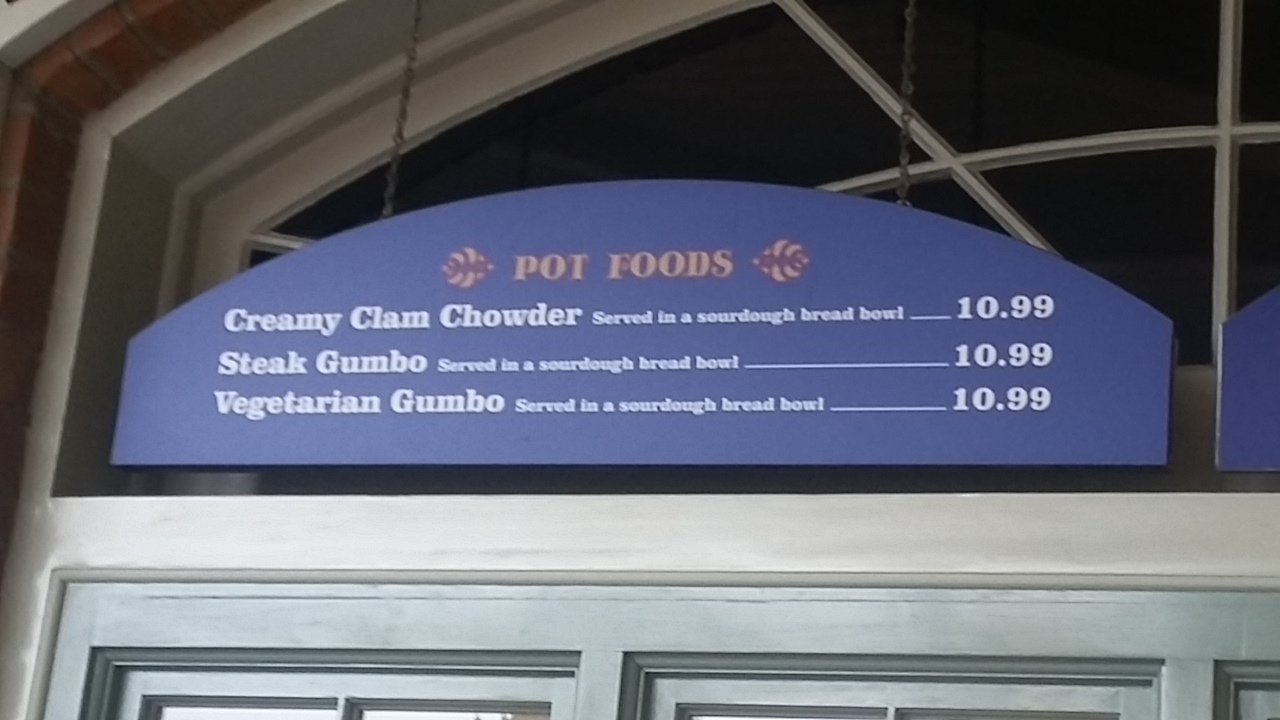 POT FOODS
Creamy Clam Chowder Served in a sourdough bread bowl 10.99
Steak Gumbo Served in a sourdough bread bowl 10.99
Vegetarian Gumbo Served in a sourdough bread bowl 10.99